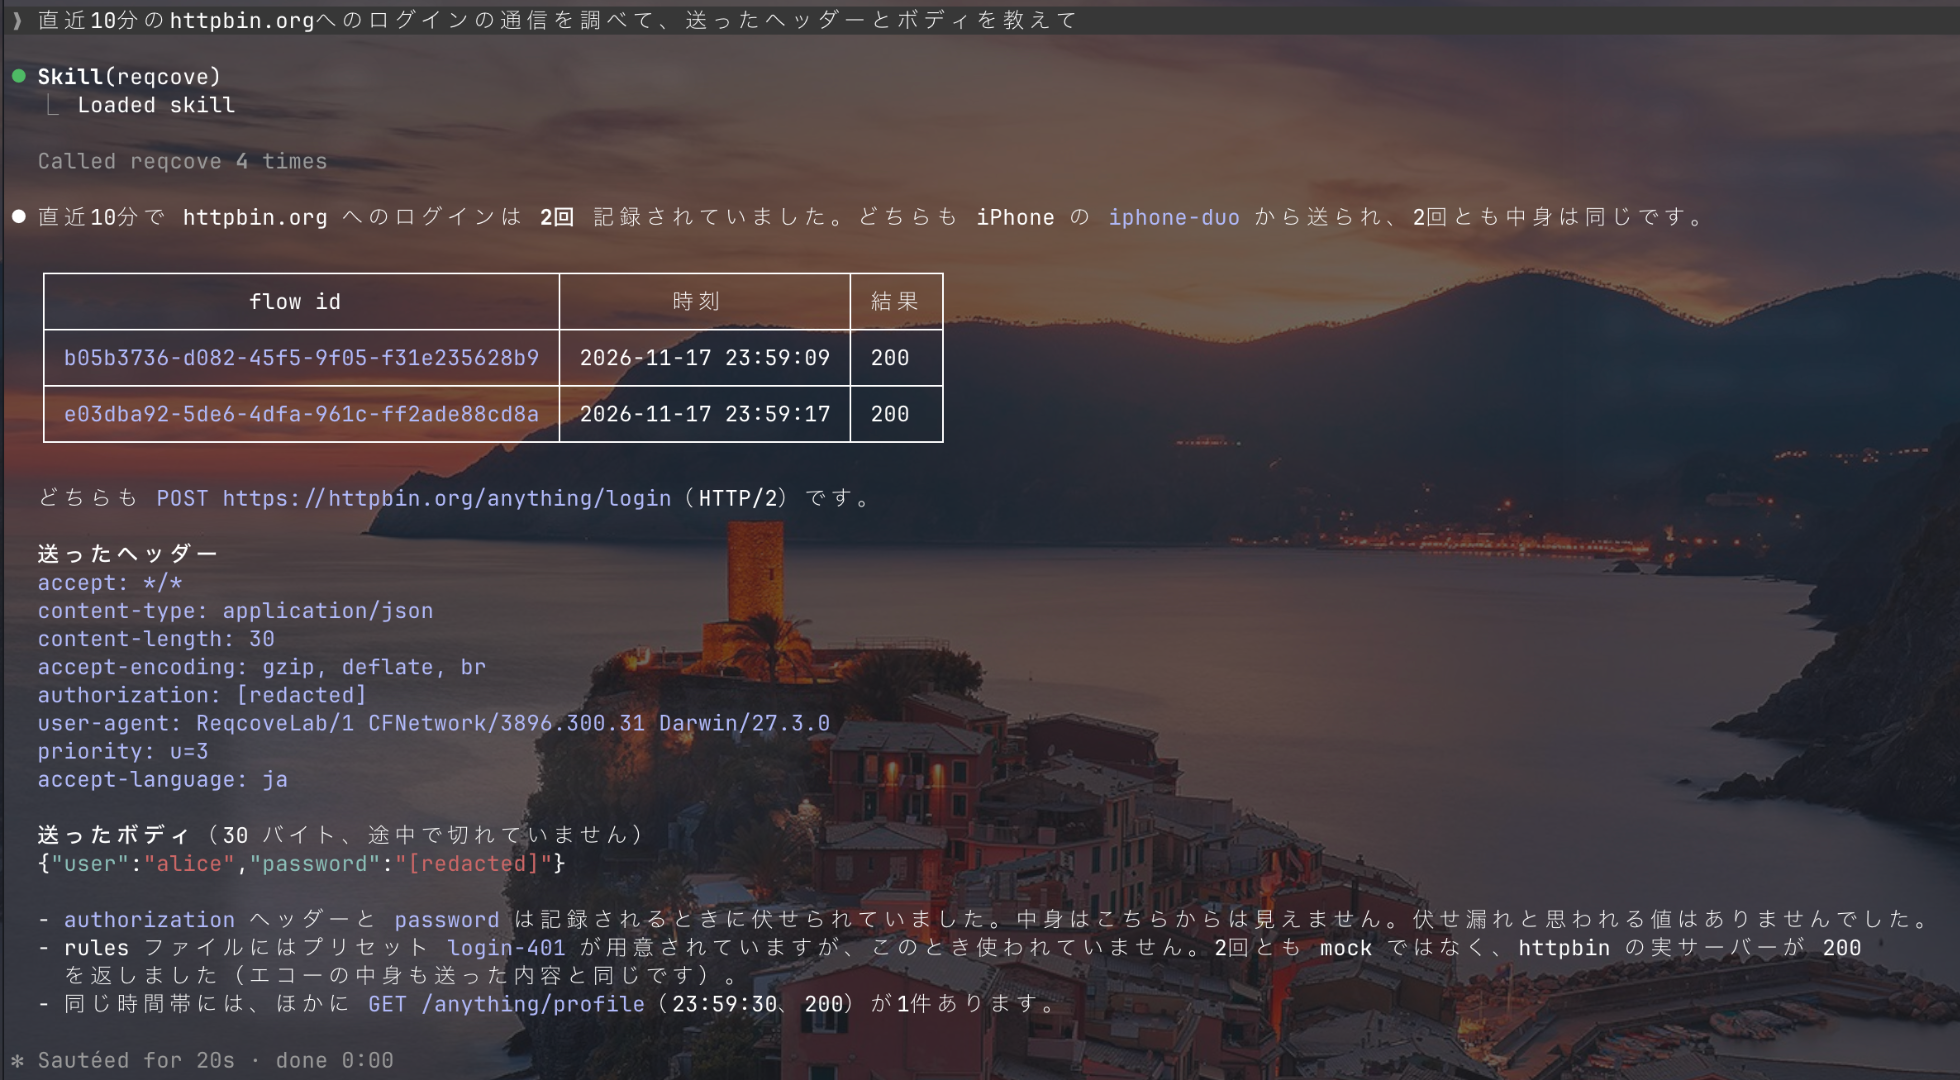 ❯ 直近10分のhttpbin.orgへのログインの通信を調べて、送ったヘッダーとボディを教えて
● Skill(reqcove)
└ Loaded skill
Called reqcove 4 times
● 直近10分で httpbin.org へのログインは 2回 記録されていました。どちらも iPhone の iphone-duo から送られ、2回とも中身は同じです。
flow id 時刻 結果
b05b3736-d082-45f5-9f05-f31e235628b9 2026-11-17 23:59:09 200
e03dba92-5de6-4dfa-961c-ff2ade88cd8a 2026-11-17 23:59:17 200
どちらも POST https://httpbin.org/anything/login（HTTP/2）です。
送ったヘッダー
accept: */*
content-type: application/json
content-length: 30
accept-encoding: gzip, deflate, br
authorization: [redacted]
user-agent: ReqcoveLab/1 CFNetwork/3896.300.31 Darwin/27.3.0
priority: u=3
accept-language: ja
送ったボディ（30 バイト、途中で切れていません）
{"user":"alice","password":"[redacted]"}
- authorization ヘッダーと password は記録されるときに伏せられていました。中身はこちらからは見えません。伏せ漏れと思われる値はありませんでした。
- rules ファイルにはプリセット login-401 が用意されていますが、このとき使われていません。2回とも mock ではなく、httpbin の実サーバーが 200
を返しました（エコーの中身も送った内容と同じです）。
- 同じ時間帯には、ほかに GET /anything/profile（23:59:30、200）が1件あります。
✻ Sautéed for 20s · done 0:00